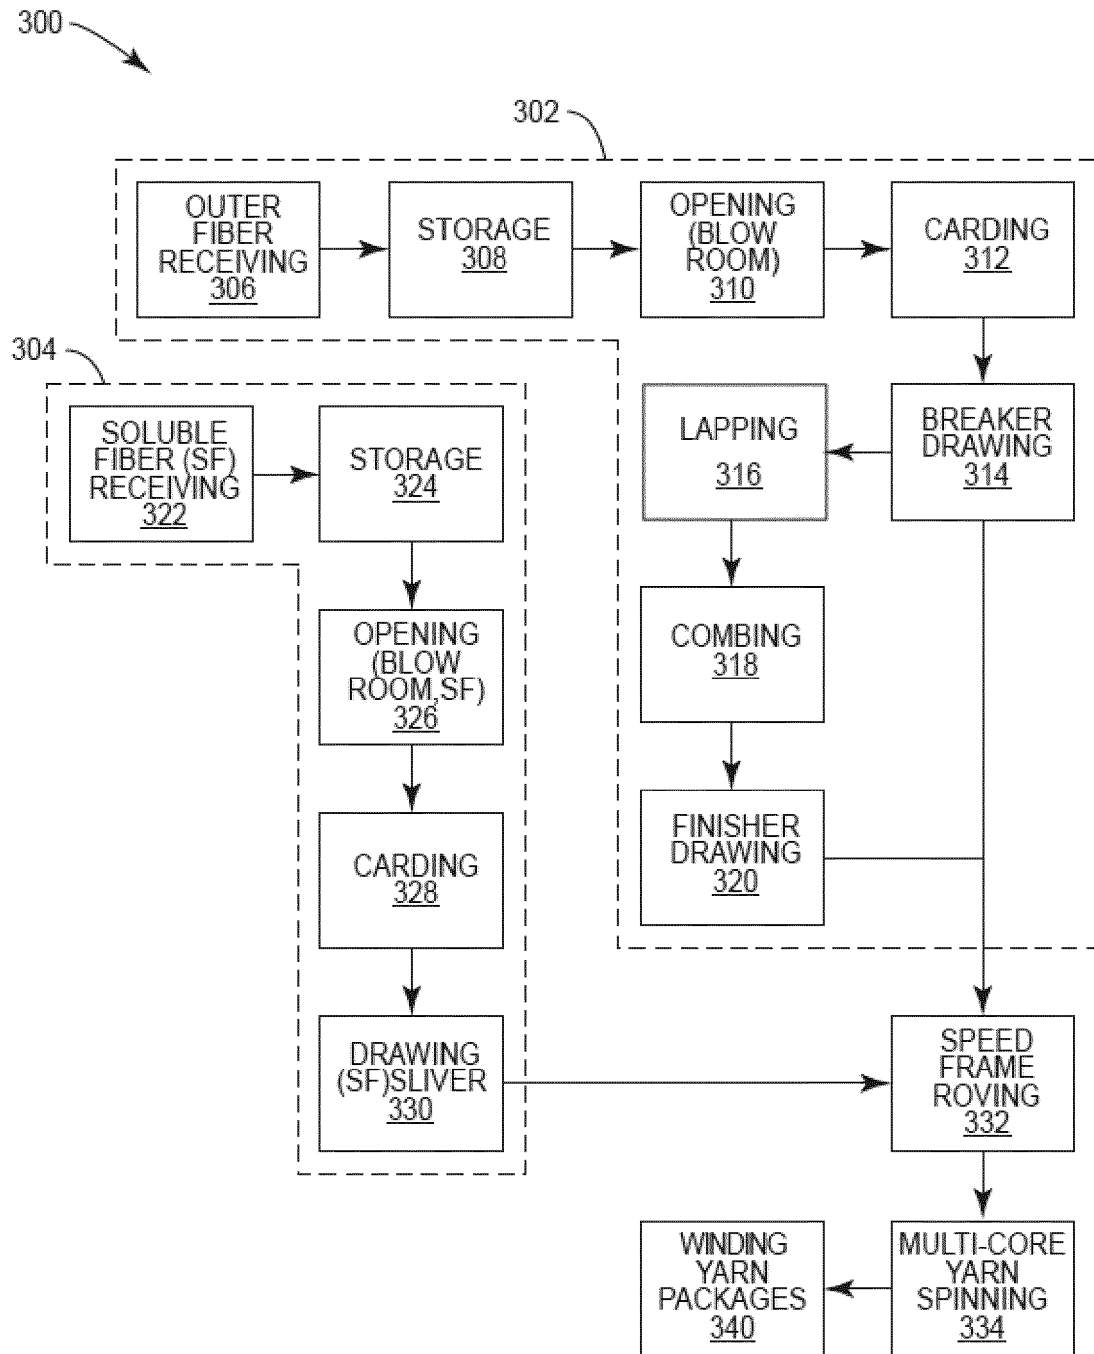 300
302
OUTER
FIBER
RECEIVING
306
STORAGE
308
OPENING
(BLOW
ROOM)
310
CARDING
312
304
SOLUBLE
FIBER (SF)
RECEIVING
322
STORAGE
324
LAPPING
316
BREAKER
DRAWING
314
OPENING
(BLOW
ROOM,SF)
326
COMBING
318
CARDING
328
FINISHER
DRAWING
320
DRAWING
(SF)SLIVER
330
SPEED
FRAME
ROVING
332
WINDING
YARN
PACKAGES
340
MULTI-CORE
YARN
SPINNING
334